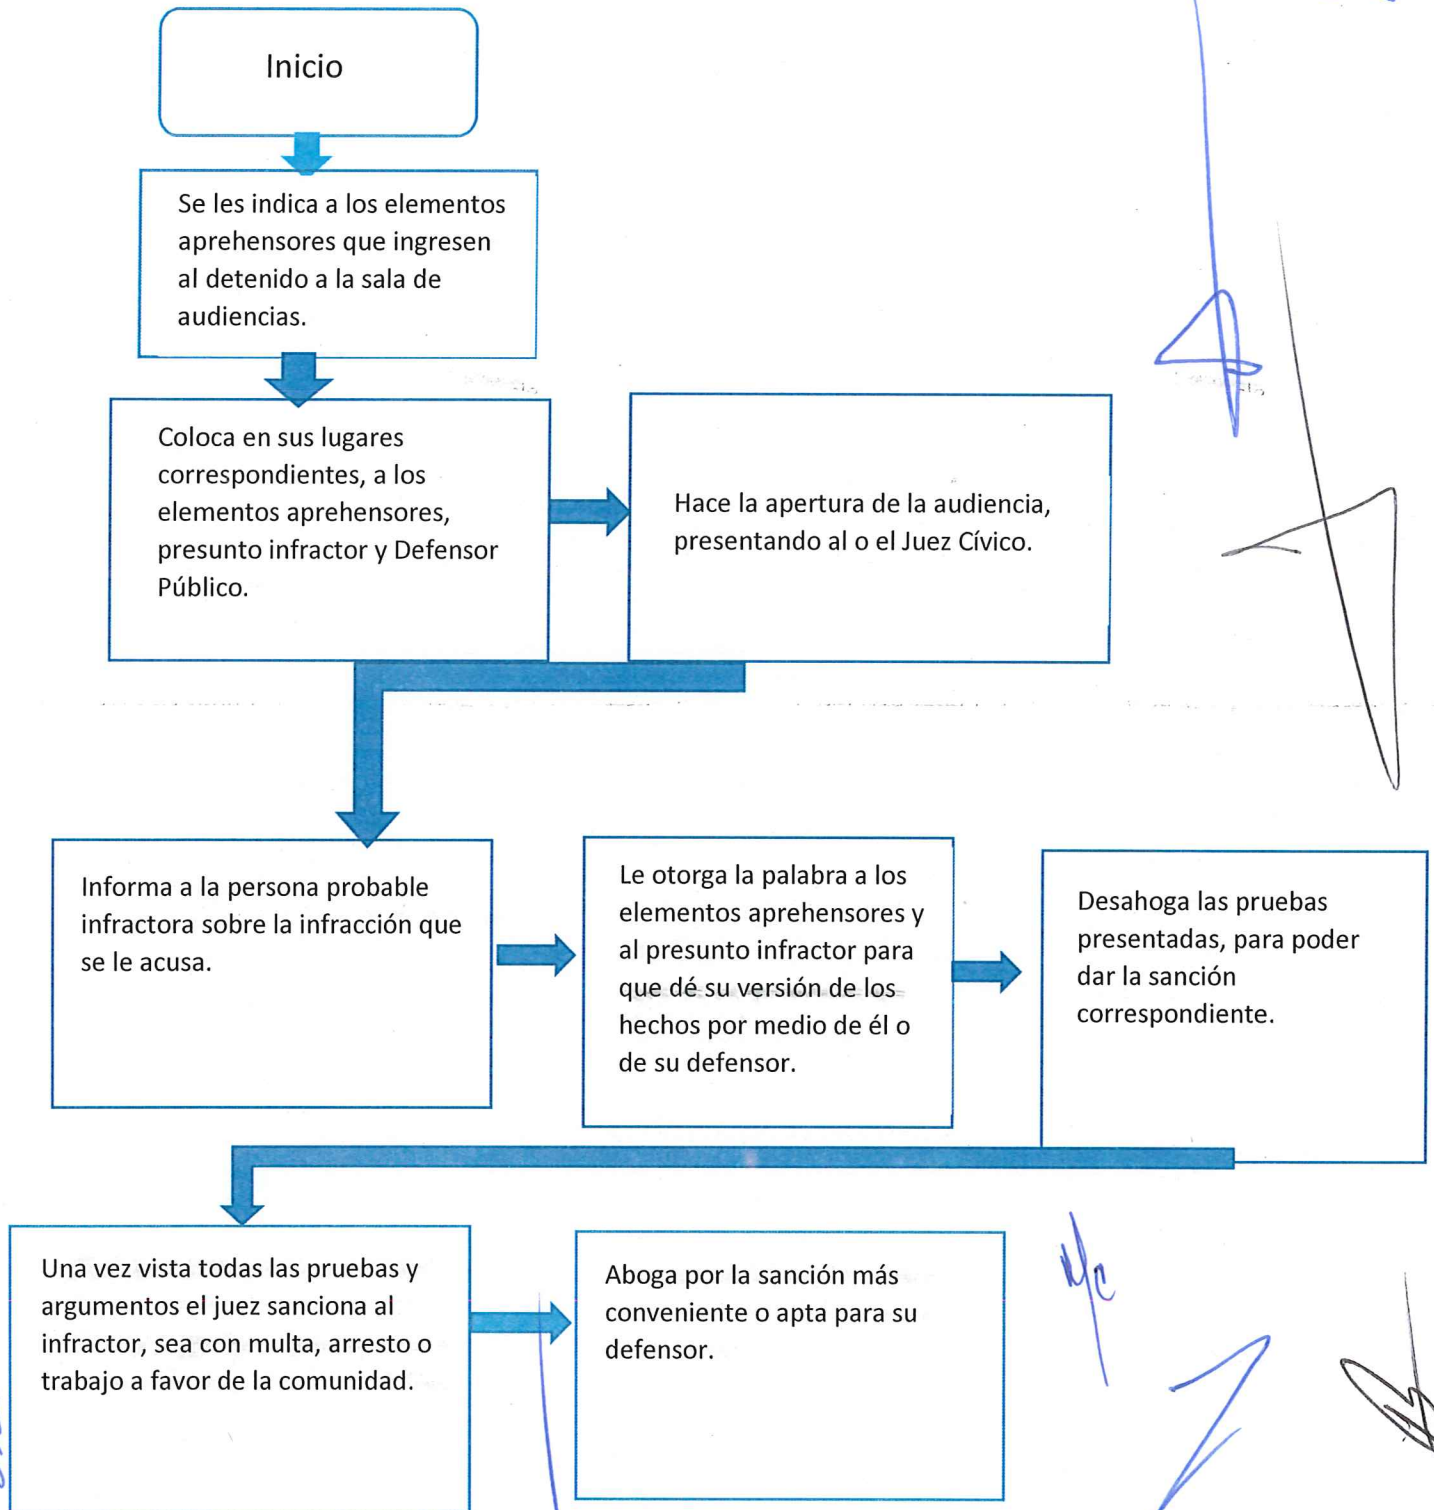 Inicio
Se les indica a los elementos
aprehensores que ingresen
al detenido a la sala de
audiencias.
Coloca en sus lugares
correspondientes, a los
elementos aprehensores,
presunto infractor y Defensor
Público.
Hace la apertura de la audiencia,
presentando al o el Juez Cívico.
Informa a la persona probable
infractora sobre la infracción que
se le acusa.
Le otorga la palabra a los
elementos aprehensores y
al presunto infractor para
que dé su versión de los
hechos por medio de él o
de su defensor.
Desahoga las pruebas
presentadas, para poder
dar la sanción
correspondiente.
Una vez vista todas las pruebas y
argumentos el juez sanciona al
infractor, sea con multa, arresto o
trabajo a favor de la comunidad.
Aboga por la sanción más
conveniente o apta para su
defensor.